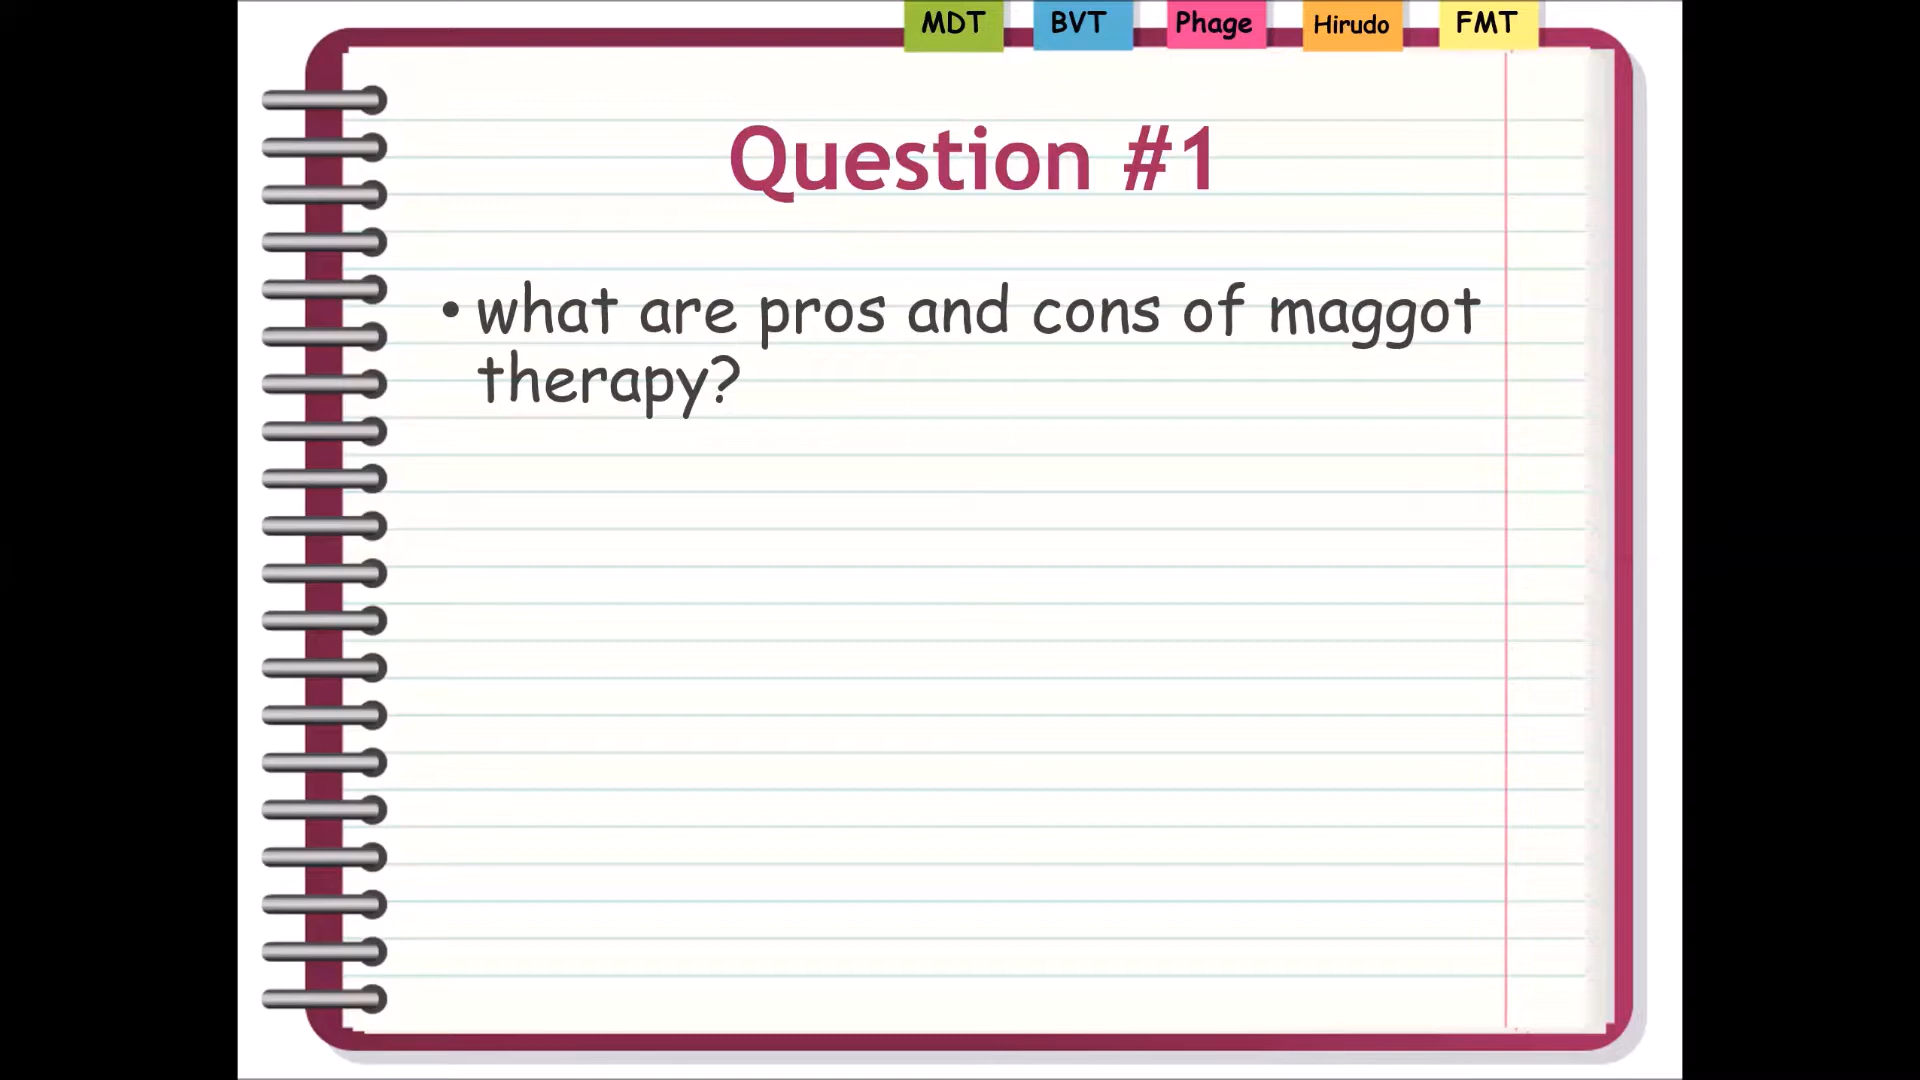 MDT BVT Phage Hirudo FMT
Question #1
• what are pros and cons of maggot
therapy?